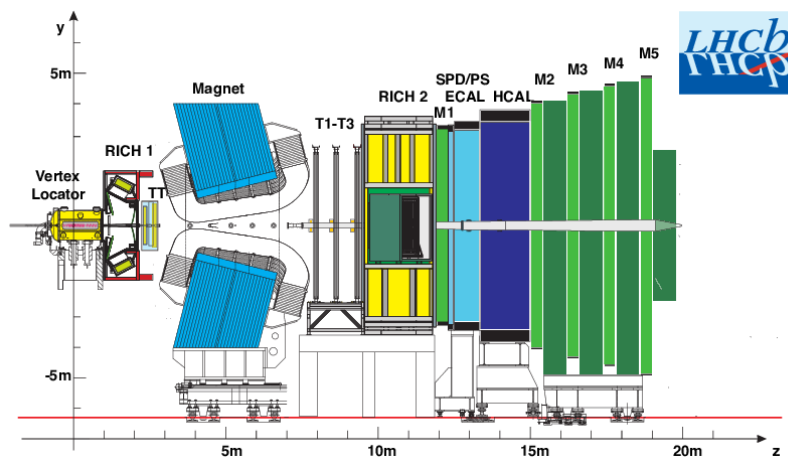 y
5m
LHCb
LHCb
M5
M4
M3
M2
SPD/PS
ECAL HCAL
Magnet
RICH 2
M1
T1-T3
RICH 1
Vertex
Locator
TT
-5m
5m
10m
15m
20m
z